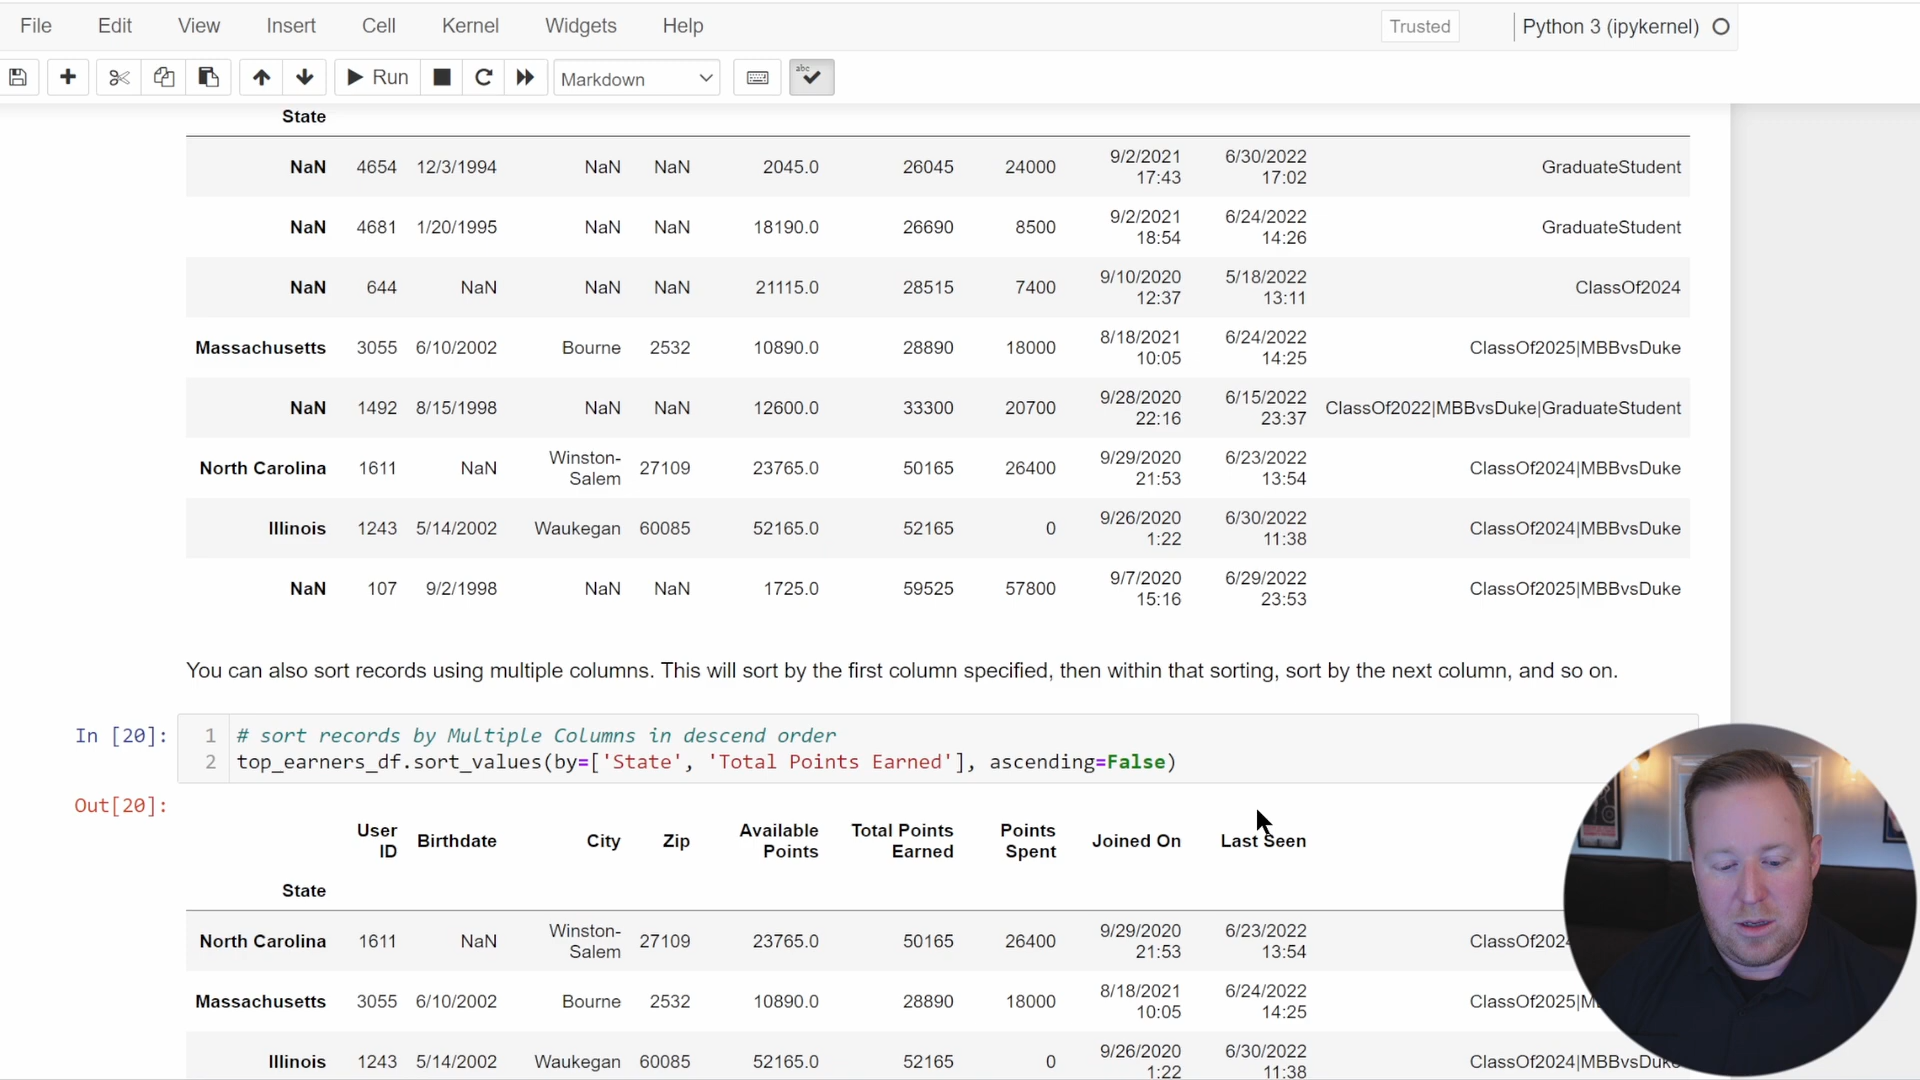 File Edit View Insert Cell Kernel Widgets Help Trusted Python 3 (ipykernel)
Run Markdown abc
State
NaN 4654 12/3/1994 NaN NaN 2045.0 26045 24000 9/2/2021 17:43 6/30/2022 17:02 GraduateStudent
NaN 4681 1/20/1995 NaN NaN 18190.0 26690 8500 9/2/2021 18:54 6/24/2022 14:26 GraduateStudent
NaN 644 NaN NaN NaN 21115.0 28515 7400 9/10/2020 12:37 5/18/2022 13:11 ClassOf2024
Massachusetts 3055 6/10/2002 Bourne 2532 10890.0 28890 18000 8/18/2021 10:05 6/24/2022 14:25 ClassOf2025|MBBvsDuke
NaN 1492 8/15/1998 NaN NaN 12600.0 33300 20700 9/28/2020 22:16 6/15/2022 23:37 ClassOf2022|MBBvsDuke|GraduateStudent
North Carolina 1611 NaN Winston-Salem 27109 23765.0 50165 26400 9/29/2020 21:53 6/23/2022 13:54 ClassOf2024|MBBvsDuke
Illinois 1243 5/14/2002 Waukegan 60085 52165.0 52165 0 9/26/2020 1:22 6/30/2022 11:38 ClassOf2024|MBBvsDuke
NaN 107 9/2/1998 NaN NaN 1725.0 59525 57800 9/7/2020 15:16 6/29/2022 23:53 ClassOf2025|MBBvsDuke
You can also sort records using multiple columns. This will sort by the first column specified, then within that sorting, sort by the next column, and so on.
In [20]: 1 # sort records by Multiple Columns in descend order
2 top_earners_df.sort_values(by=['State', 'Total Points Earned'], ascending=False)
Out[20]:
User ID Birthdate City Zip Available Points Total Points Earned Points Spent Joined On Last Seen
State
North Carolina 1611 NaN Winston-Salem 27109 23765.0 50165 26400 9/29/2020 21:53 6/23/2022 13:54 ClassOf2024
Massachusetts 3055 6/10/2002 Bourne 2532 10890.0 28890 18000 8/18/2021 10:05 6/24/2022 14:25 ClassOf2025|M
Illinois 1243 5/14/2002 Waukegan 60085 52165.0 52165 0 9/26/2020 1:22 6/30/2022 11:38 ClassOf2024|MBBvsDuke